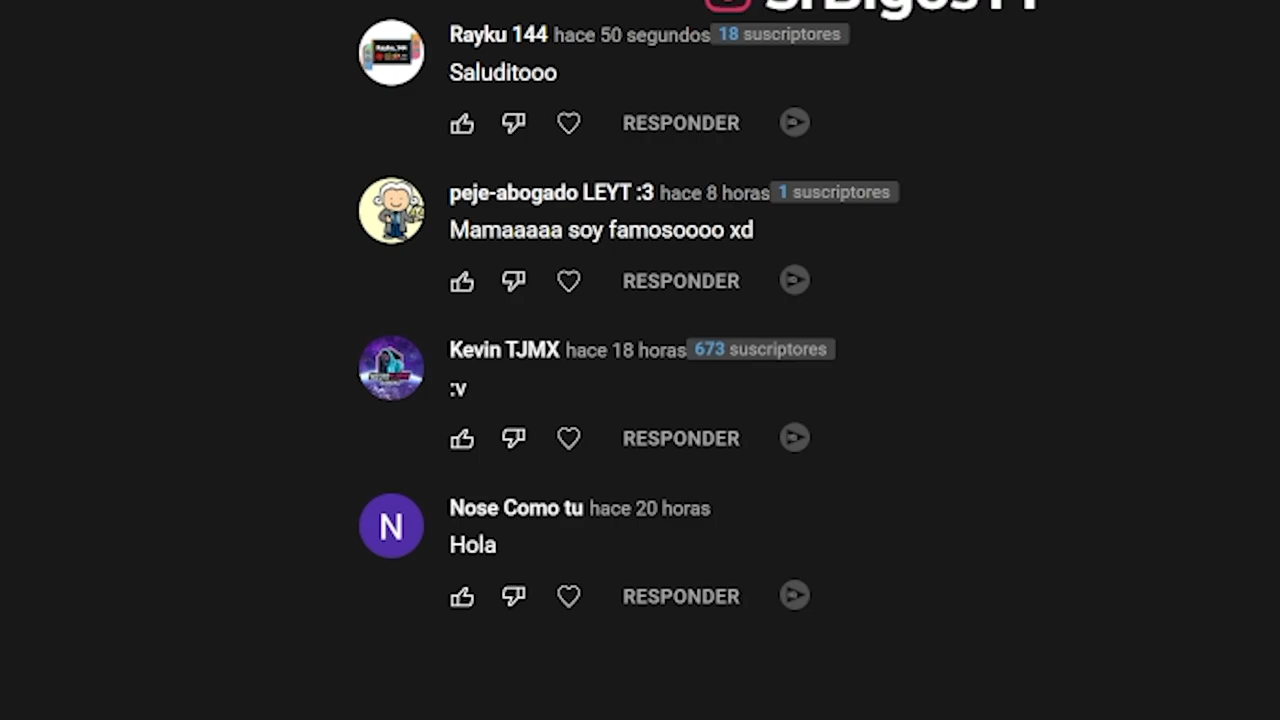 Rayku 144 hace 50 segundos 18 suscriptores
Saluditooo
RESPONDER
peje-abogado LEYT :3 hace 8 horas 1 suscriptores
Mamaaaaa soy famosoooo xd
RESPONDER
Kevin TJMX hace 18 horas 673 suscriptores
:v
RESPONDER
N
Nose Como tu hace 20 horas
Hola
RESPONDER